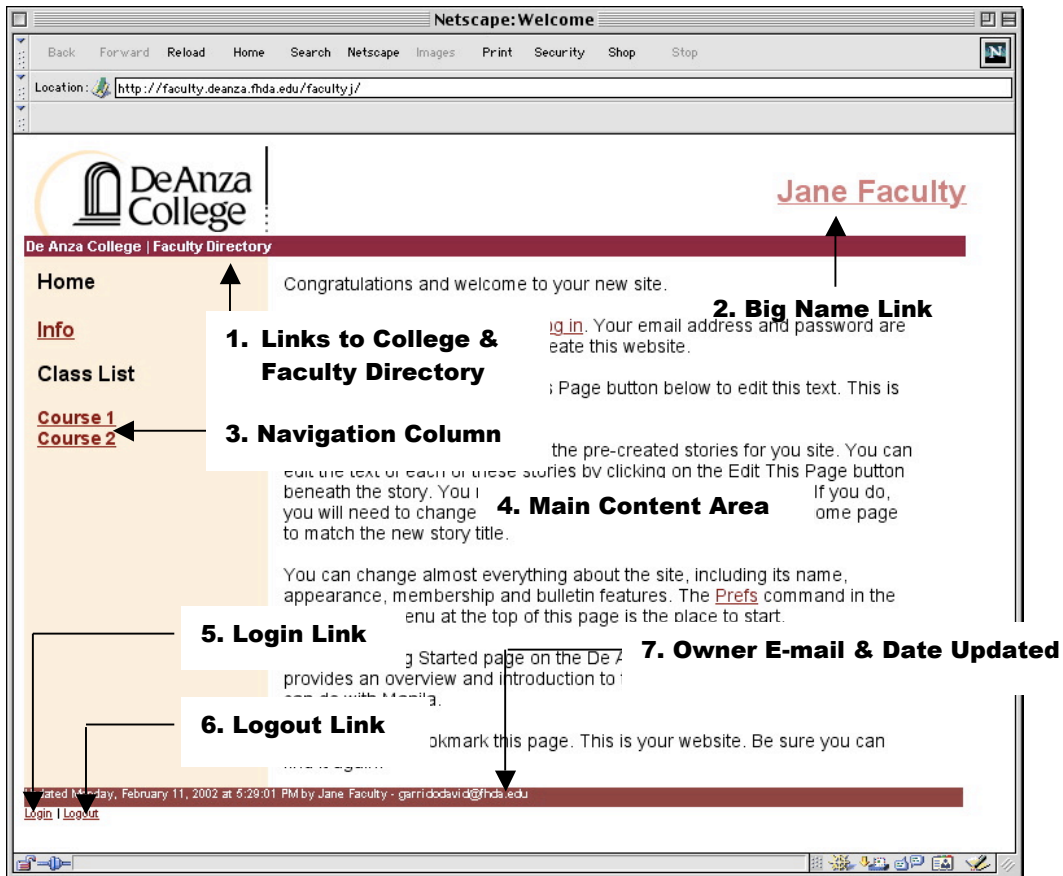 Netscape: Welcome
Back Forward Reload Home Search Netscape Images Print Security Shop Stop
N
Location: http://faculty.deanza.fhda.edu/facultyj/
DeAnza
College
Jane Faculty
De Anza College | Faculty Directory
Home
Info
Class List
Course 1
Course 2
Congratulations and welcome to your new site.
2. Big Name Link
in. Your email address and password are
this website.
1. Links to College &
Faculty Directory
Page button below to edit this text. This is
3. Navigation Column
the pre-created stories for you site. You can
edit the text of each of these stories by clicking on the Edit This Page button
beneath the story. You If you do,
4. Main Content Area
you will need to change page
to match the new story title.
You can change almost everything about the site, including its name,
appearance, membership and bulletin features. The Prefs command in the
at the top of this page is the place to start.
5. Login Link
7. Owner E-mail & Date Updated
Started page on the De
provides an overview and introduction to
6. Logout Link
this page. This is your website. Be sure you can
Updated Monday, February 11, 2002 at 5:29:01 PM by Jane Faculty - garridodavid@fhda.edu
Login | Logout